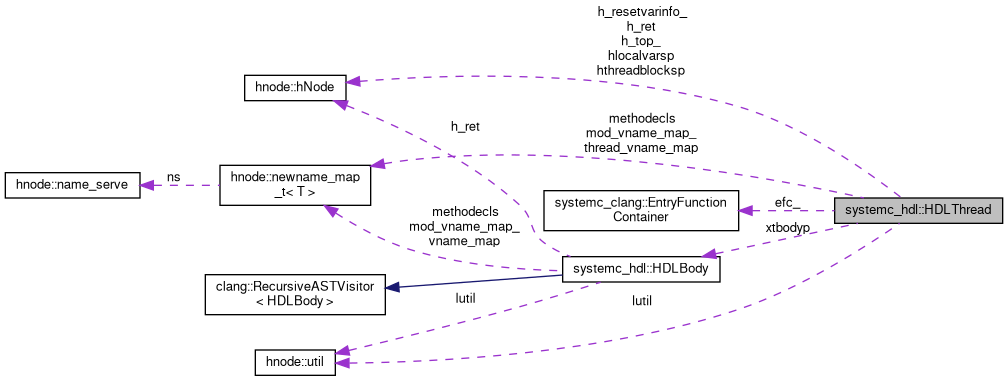 h_resetvarinfo_
h_ret
h_top_
hlocalvarsp
hthreadblocksp
hnode::hNode
h_ret
methodecls
mod_vname_map_
thread_vname_map
hnode::name_serve
ns
hnode::newname_map
_t< T >
systemc_clang::EntryFunction
Container
efc_
systemc_hdl::HDLThread
xtbodyp
methodecls
mod_vname_map_
vname_map
systemc_hdl::HDLBody
clang::RecursiveASTVisitor
< HDLBody >
lutil
lutil
hnode::util